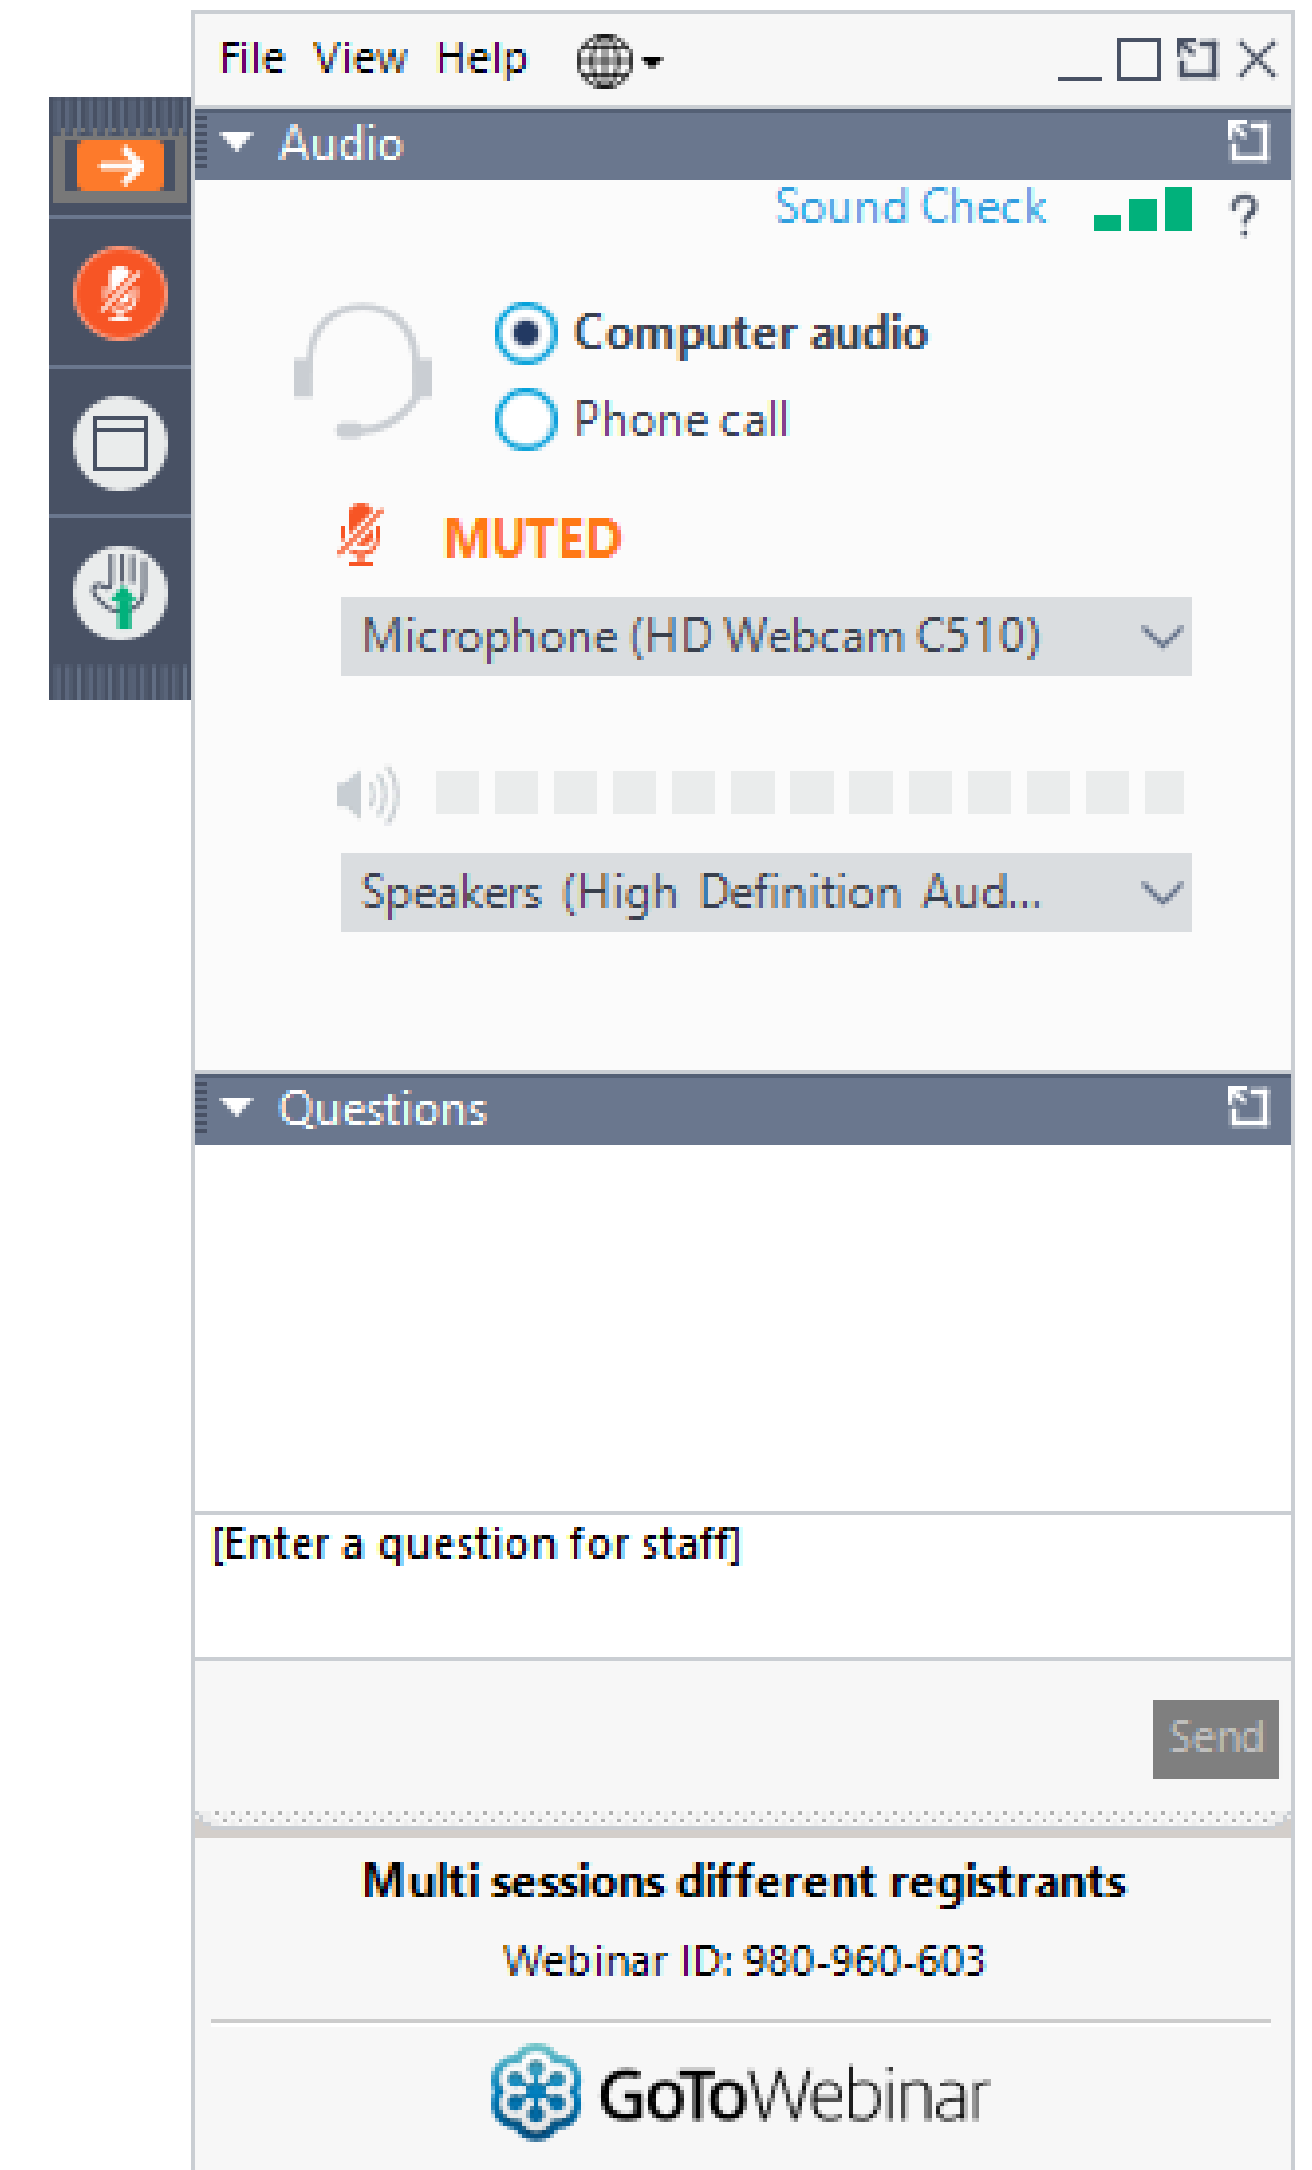 File View Help
Audio
Sound Check ?
Computer audio
Phone call
MUTED
Microphone (HD Webcam C510)
Speakers (High Definition Aud...
Questions
[Enter a question for staff]
Send
Multi sessions different registrants
Webinar ID: 980-960-603
GoToWebinar